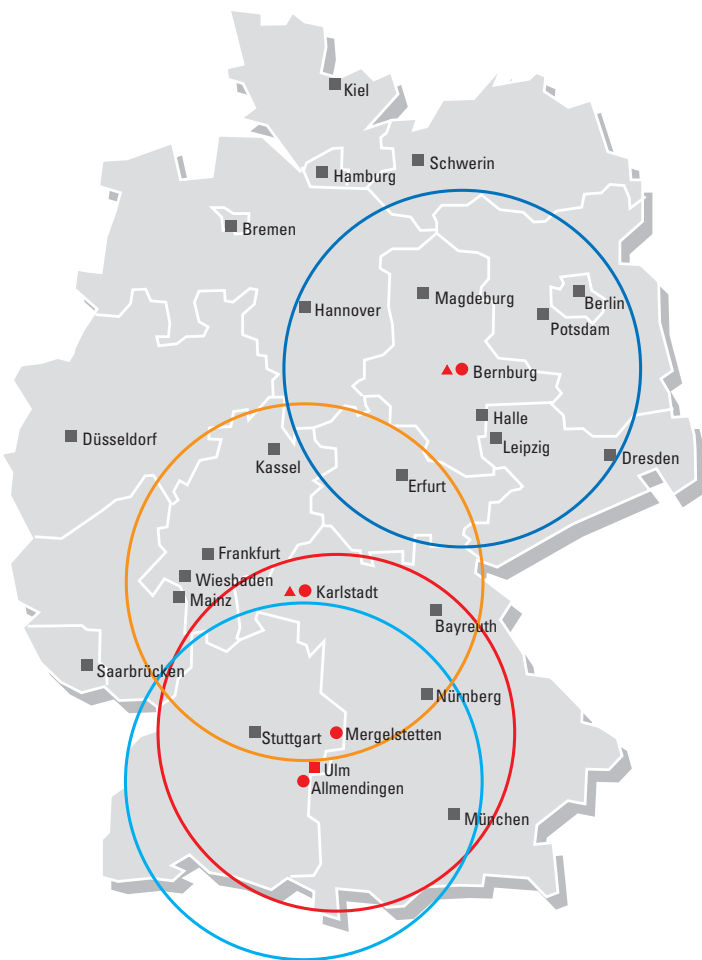 Kiel
Schwerin
Hamburg
Bremen
Berlin
Magdeburg
Hannover
Potsdam
Bernburg
Halle
Düsseldorf
Leipzig
Dresden
Kassel
Erfurt
Frankfurt
Wiesbaden
Karlstadt
Mainz
Bayreuth
Saarbrücken
Nürnberg
Stuttgart
Mergelstetten
Ulm
Allmendingen
München